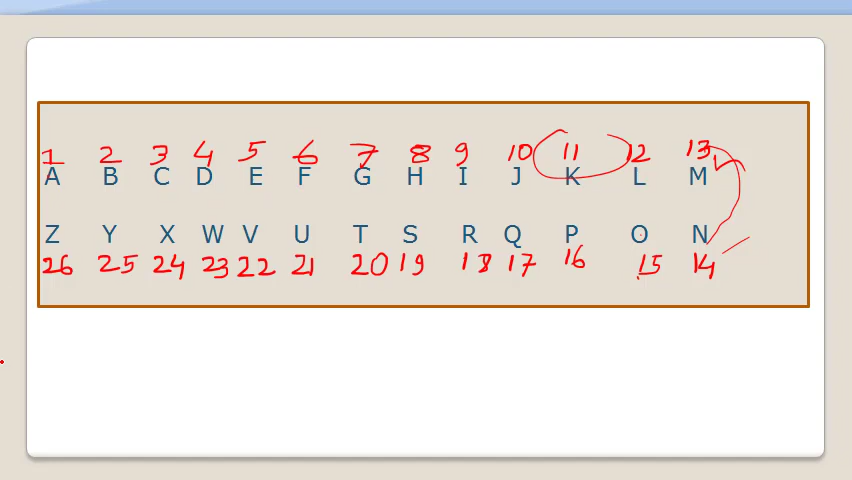 1 2 3 4 5 6 7 8 9 10 11 12 13
A B C D E F G H I J K L M
Z Y X W V U T S R Q P O N
26 25 24 23 22 21 20 19 18 17 16 15 14